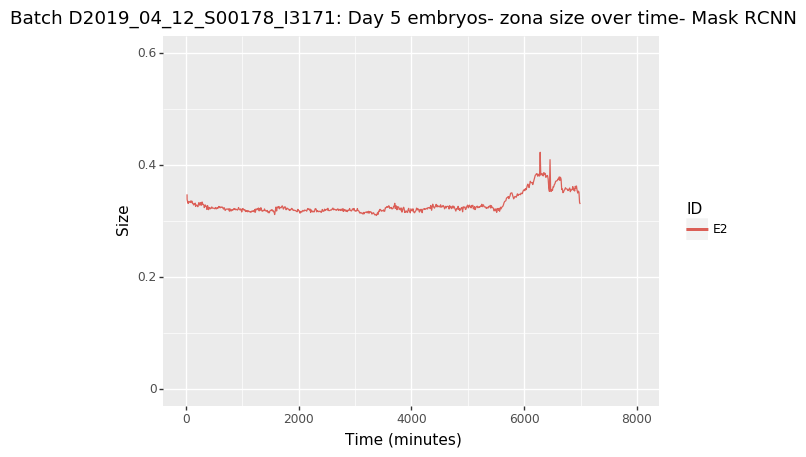 Batch D2019_04_12_S00178_I3171: Day 5 embryos- zona size over time- Mask RCNN
0.6
0.4
0.2
0
Size
0 2000 4000 6000 8000
Time (minutes)
ID
E2